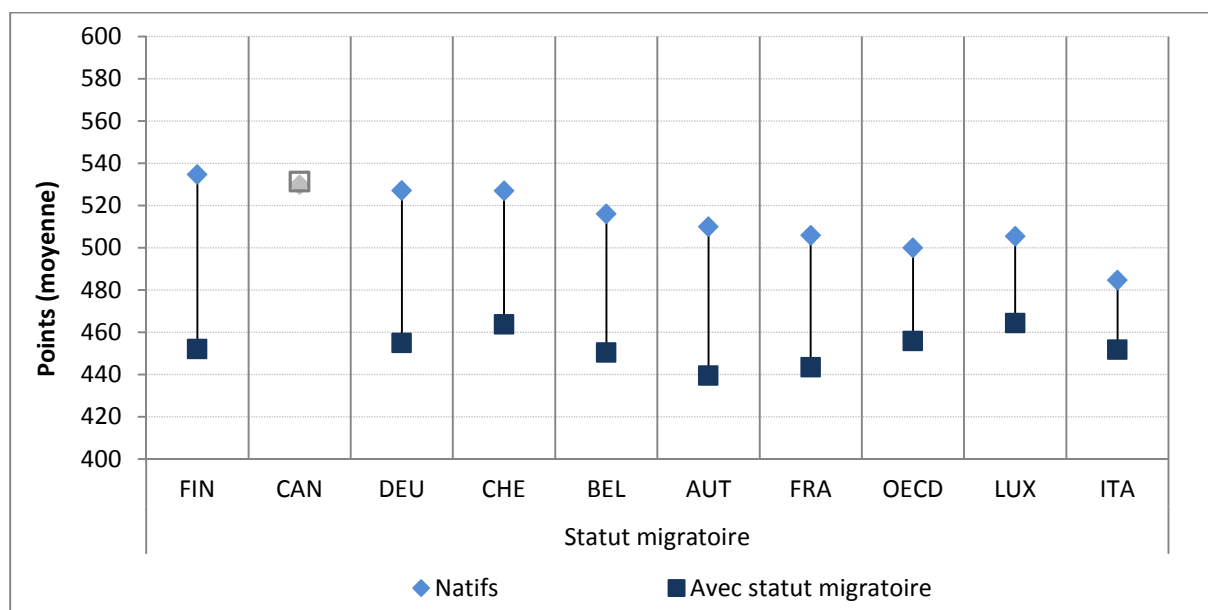 600
580
560
540
520
500
480
460
440
420
400
Points (moyenne)
FIN CAN DEU CHE BEL AUT FRA OECD LUX ITA
Statut migratoire
Natifs Avec statut migratoire